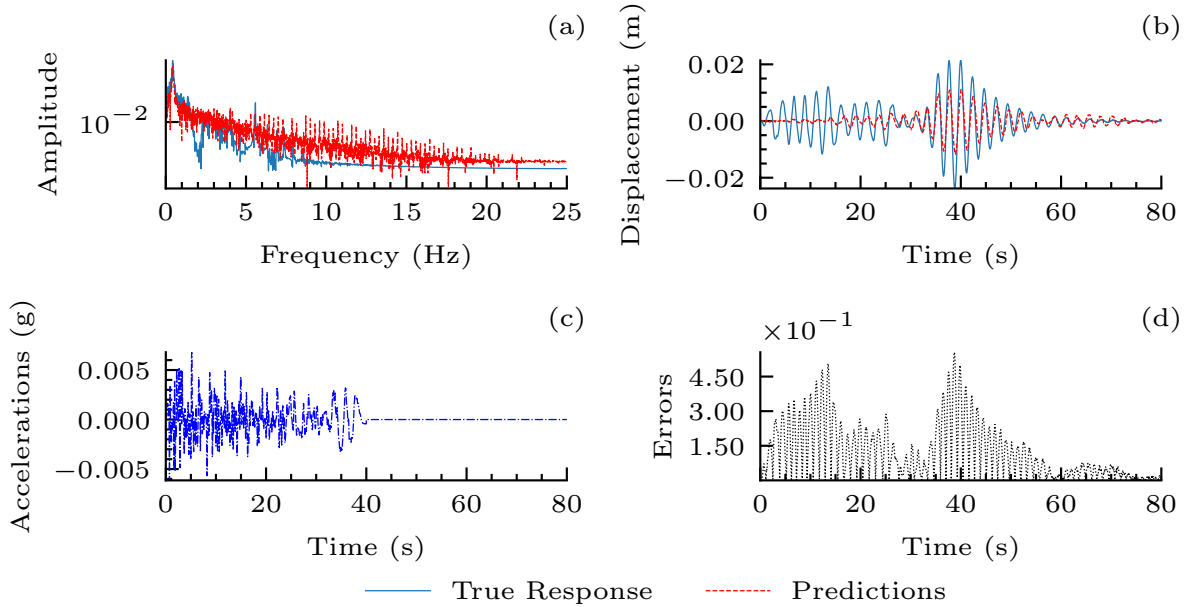 (a)
Amplitude
10−2
0 5 10 15 20 25
Frequency (Hz)
(b)
Displacement (m)
0.02
0.00
−0.02
0 20 40 60 80
Time (s)
(c)
Accelerations (g)
0.005
0.000
−0.005
0 20 40 60 80
Time (s)
(d)
×10−1
Errors
4.50
3.00
1.50
0 20 40 60 80
Time (s)
True Response Predictions